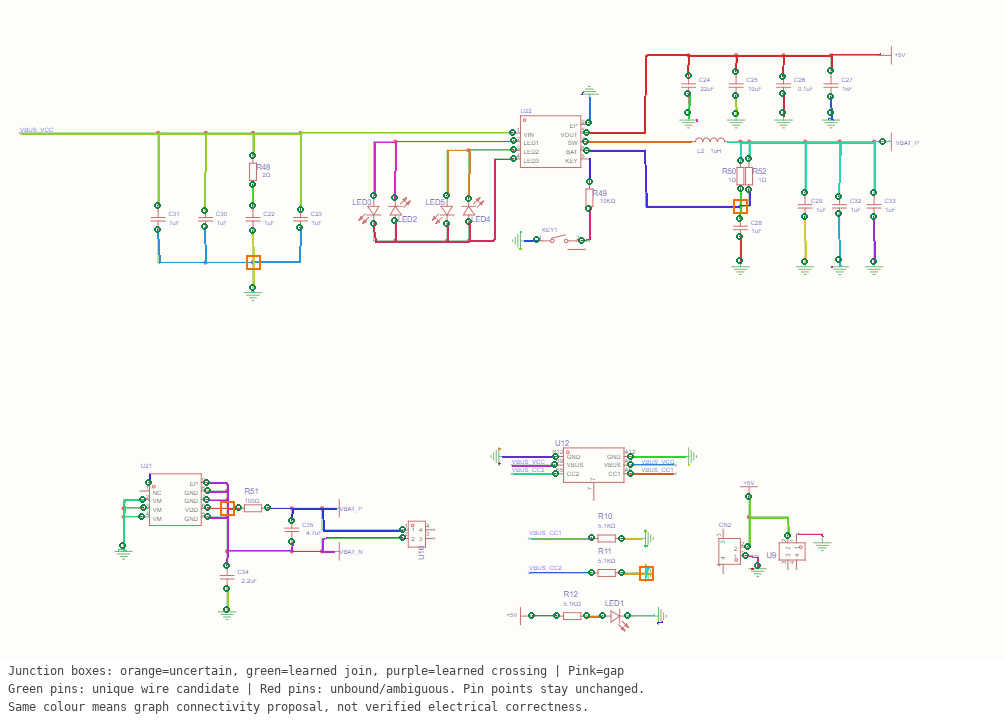 +5V
C24
22uF
C25
10uF
C26
0.1uF
C27
1nF
U22
VBUS_VCC
VIN
LED1
LED2
LED3
EP
VOUT
SW
BAT
KEY
L2 1uH
VBAT_P
R48
2Ω
R50
1Ω
R52
1Ω
LED3
LED2
LED5
LED4
R49
10KΩ
C31
1uF
C30
1uF
C22
1uF
C23
1uF
C29
1uF
C32
1uF
C33
1uF
C28
1uF
KEY1
U12
GND
VBUS
CC2
GND
VBUS
CC1
VBUS_VCC
VBUS_CC2
VBUS_VCC
VBUS_CC1
U21
NC
VM
VM
VM
EP
GND
GND
VDD
GND
R51
100Ω
VBAT_P
C35
4.7uF
VBAT_N
U16
C34
2.2uF
R10
5.1KΩ
VBUS_CC1
R11
5.1KΩ
VBUS_CC2
R12
5.1KΩ
+5V
LED1
+5V
CN2
U9
Junction boxes: orange=uncertain, green=learned join, purple=learned crossing | Pink=gap
Green pins: unique wire candidate | Red pins: unbound/ambiguous. Pin points stay unchanged.
Same colour means graph connectivity proposal, not verified electrical correctness.